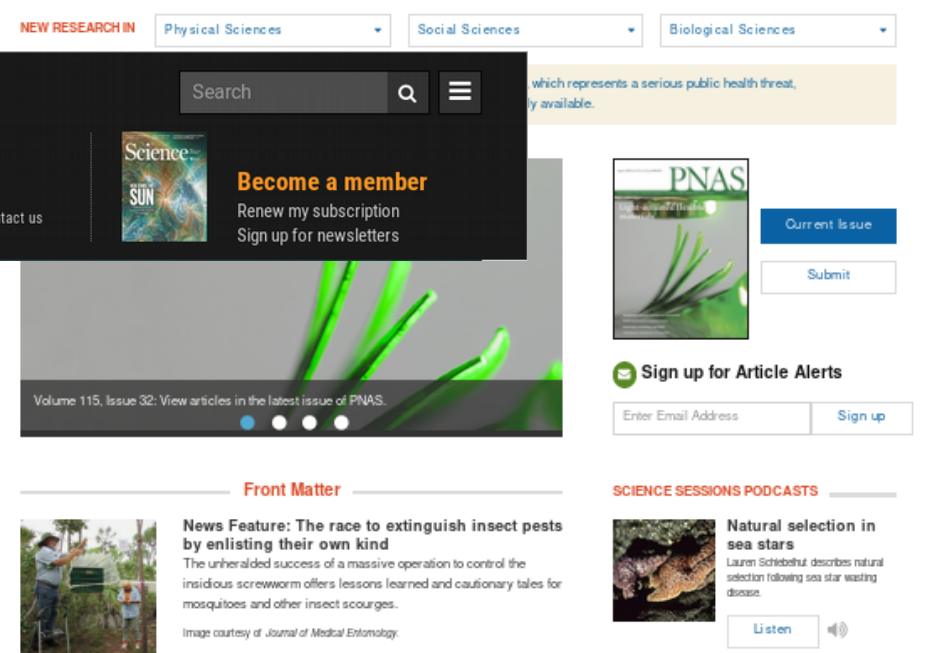 NEW RESEARCH IN
Physical Sciences
Social Sciences
Biological Sciences
Search
which represents a serious public health threat,
ly available.
Science
SUN
Become a member
Renew my subscription
Sign up for newsletters
tact us
PNAS
Current Issue
Submit
Volume 115, Issue 32: View articles in the latest issue of PNAS.
Sign up for Article Alerts
Enter Email Address
Sign up
Front Matter
News Feature: The race to extinguish insect pests
by enlisting their own kind
The unheralded success of a massive operation to control the
insidious screwworm offers lessons learned and cautionary tales for
mosquitoes and other insect scourges.
Image courtesy of Journal of Medical Entomology.
SCIENCE SESSIONS PODCASTS
Natural selection in
sea stars
Lauren Schiebelhut describes natural
selection following sea star wasting
disease.
Listen